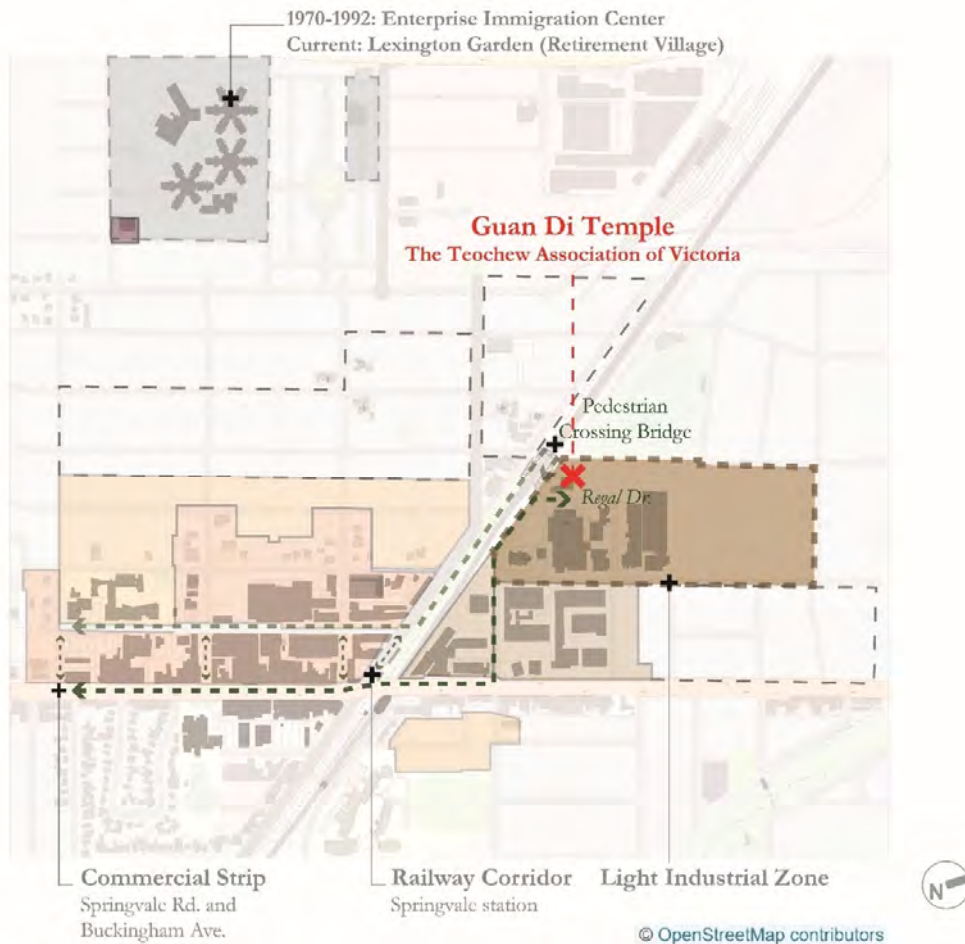 1970-1992: Enterprise Immigration Center
Current: Lexington Garden (Retirement Village)
Guan Di Temple
The Teochew Association of Victoria
Pedestrian
Crossing Bridge
Regal Dr.
Commercial Strip
Springvale Rd. and
Buckingham Ave.
Railway Corridor
Springvale station
Light Industrial Zone
N
© OpenStreetMap contributors